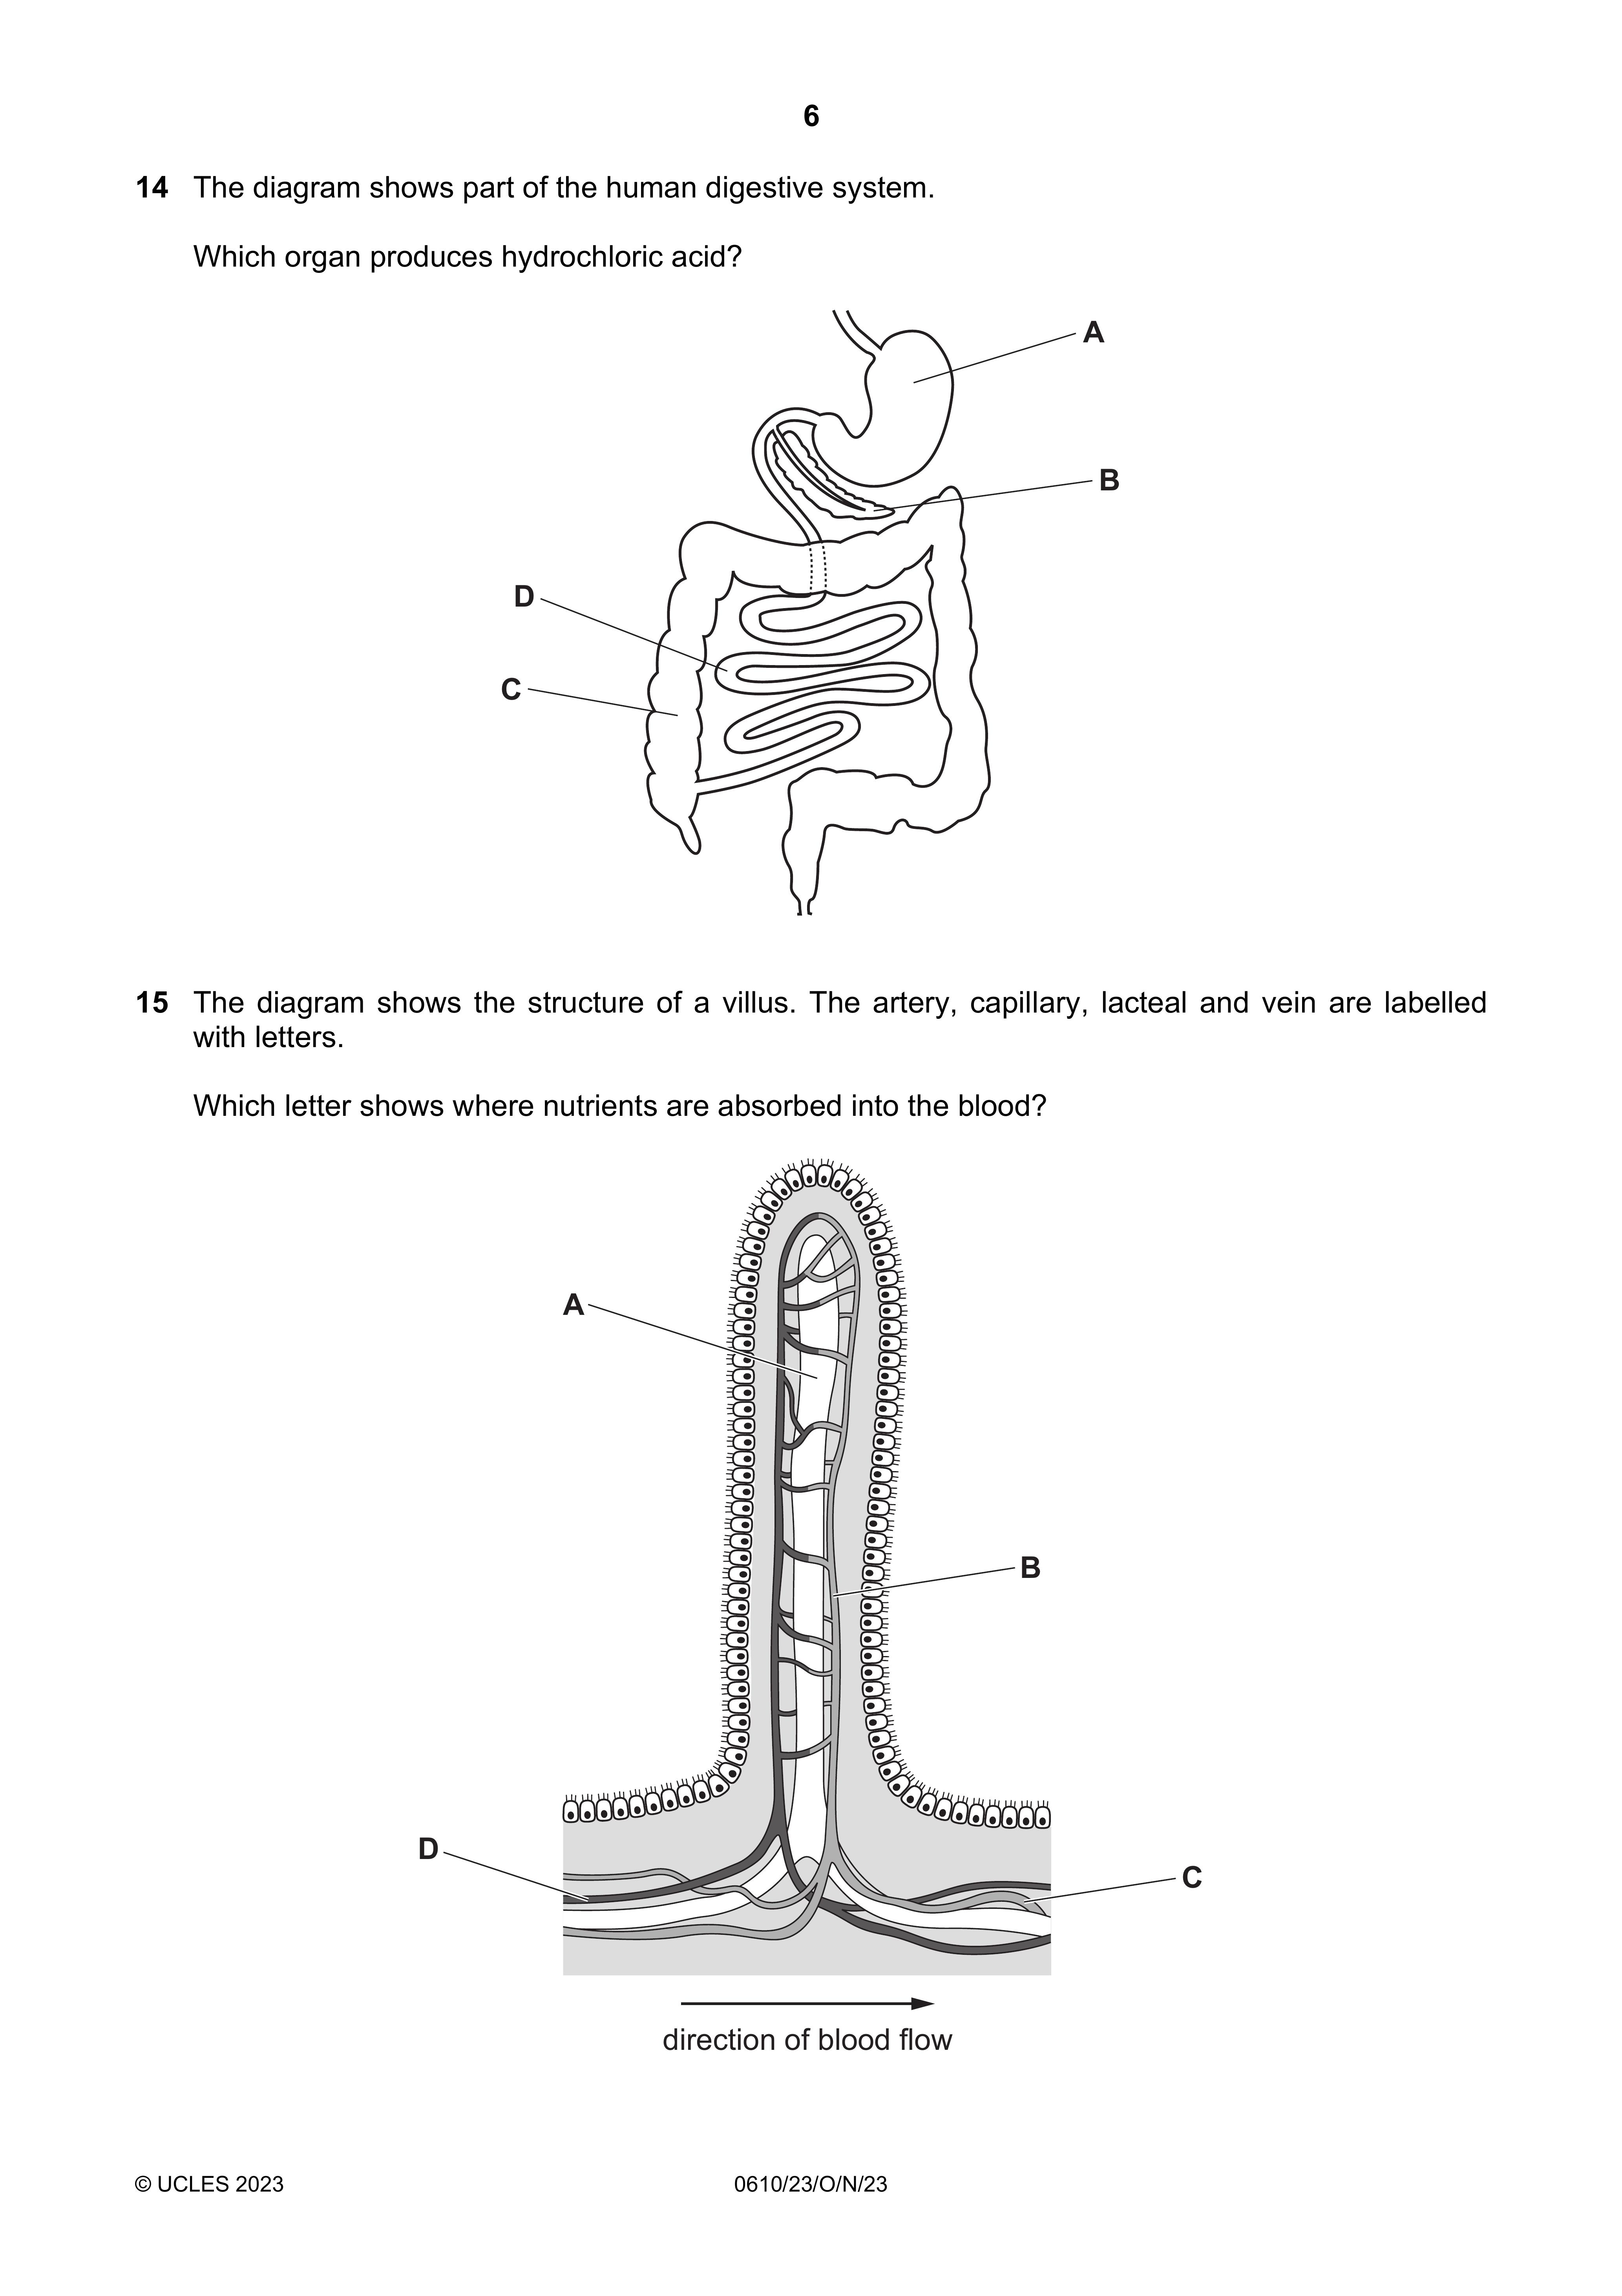 6
14 The diagram shows part of the human digestive system.
Which organ produces hydrochloric acid?
A
B
D
C
15 The diagram shows the structure of a villus. The artery, capillary, lacteal and vein are labelled
with letters.
Which letter shows where nutrients are absorbed into the blood?
A
B
D
C
direction of blood flow
© UCLES 2023 0610/23/O/N/23